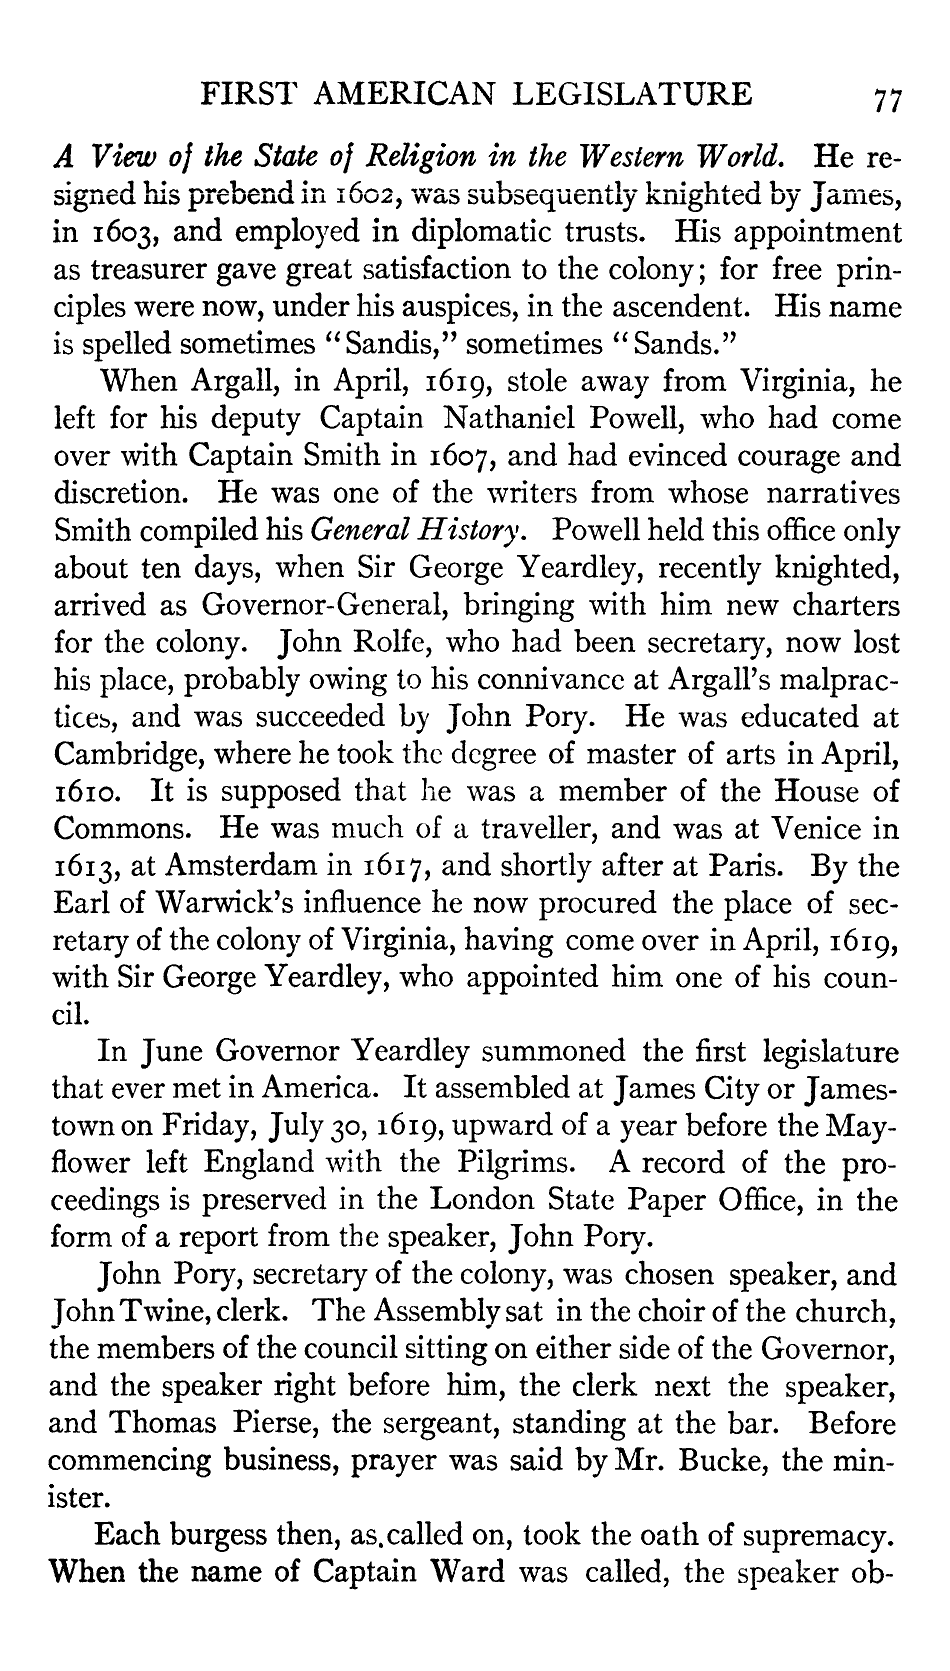 FIRST AMERICAN LEGISLATURE 77
A View of the State of Religion in the Western World. He re-
signed his prebend in 1602, was subsequently knighted by James,
in 1603, and employed in diplomatic trusts. His appointment
as treasurer gave great satisfaction to the colony; for free prin-
ciples were now, under his auspices, in the ascendent. His name
is spelled sometimes “Sandis,” sometimes “Sands.”
When Argall, in April, 1619, stole away from Virginia, he
left for his deputy Captain Nathaniel Powell, who had come
over with Captain Smith in 1607, and had evinced courage and
discretion. He was one of the writers from whose narratives
Smith compiled his General History. Powell held this office only
about ten days, when Sir George Yeardley, recently knighted,
arrived as Governor-General, bringing with him new charters
for the colony. John Rolfe, who had been secretary, now lost
his place, probably owing to his connivance at Argall’s malprac-
tices, and was succeeded by John Pory. He was educated at
Cambridge, where he took the degree of master of arts in April,
1610. It is supposed that he was a member of the House of
Commons. He was much of a traveller, and was at Venice in
1613, at Amsterdam in 1617, and shortly after at Paris. By the
Earl of Warwick’s influence he now procured the place of sec-
retary of the colony of Virginia, having come over in April, 1619,
with Sir George Yeardley, who appointed him one of his coun-
cil.
In June Governor Yeardley summoned the first legislature
that ever met in America. It assembled at James City or James-
town on Friday, July 30, 1619, upward of a year before the May-
flower left England with the Pilgrims. A record of the pro-
ceedings is preserved in the London State Paper Office, in the
form of a report from the speaker, John Pory.
John Pory, secretary of the colony, was chosen speaker, and
John Twine, clerk. The Assembly sat in the choir of the church,
the members of the council sitting on either side of the Governor,
and the speaker right before him, the clerk next the speaker,
and Thomas Pierse, the sergeant, standing at the bar. Before
commencing business, prayer was said by Mr. Bucke, the min-
ister.
Each burgess then, as.called on, took the oath of supremacy.
When the name of Captain Ward was called, the speaker ob-